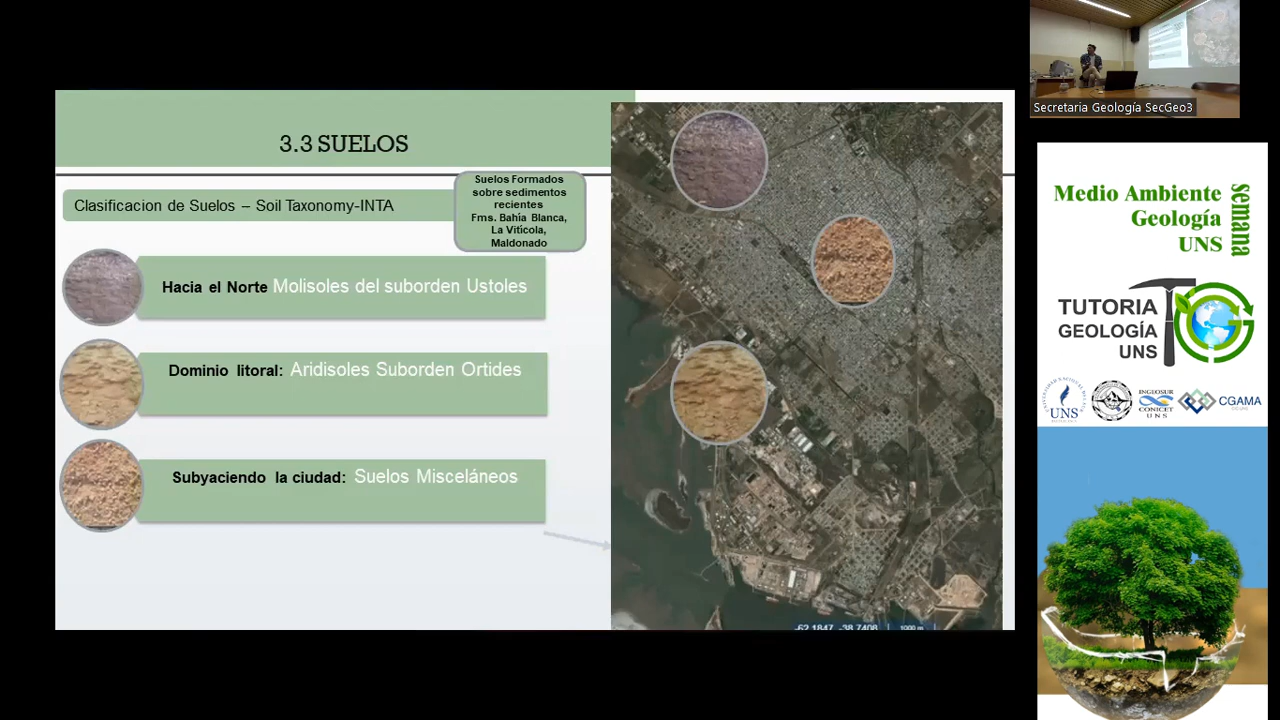 3.3 SUELOS
Clasificacion de Suelos – Soil Taxonomy-INTA
Suelos Formados
sobre sedimentos
recientes
Fms. Bahía Blanca,
La Vitícola,
Maldonado
Hacia el Norte Molisoles del suborden Ustoles
Dominio litoral: Aridisoles Suborden Ortides
Subyaciendo la ciudad: Suelos Misceláneos
-62.1847, -38.7408
1000 m
Secretaria Geología SecGeo3
Medio Ambiente
Geología
UNS
semana
TUTORIA
GEOLOGÍA
UNS
TG
UNS
INGEOSUR
CONICET
UNS
CGAMA